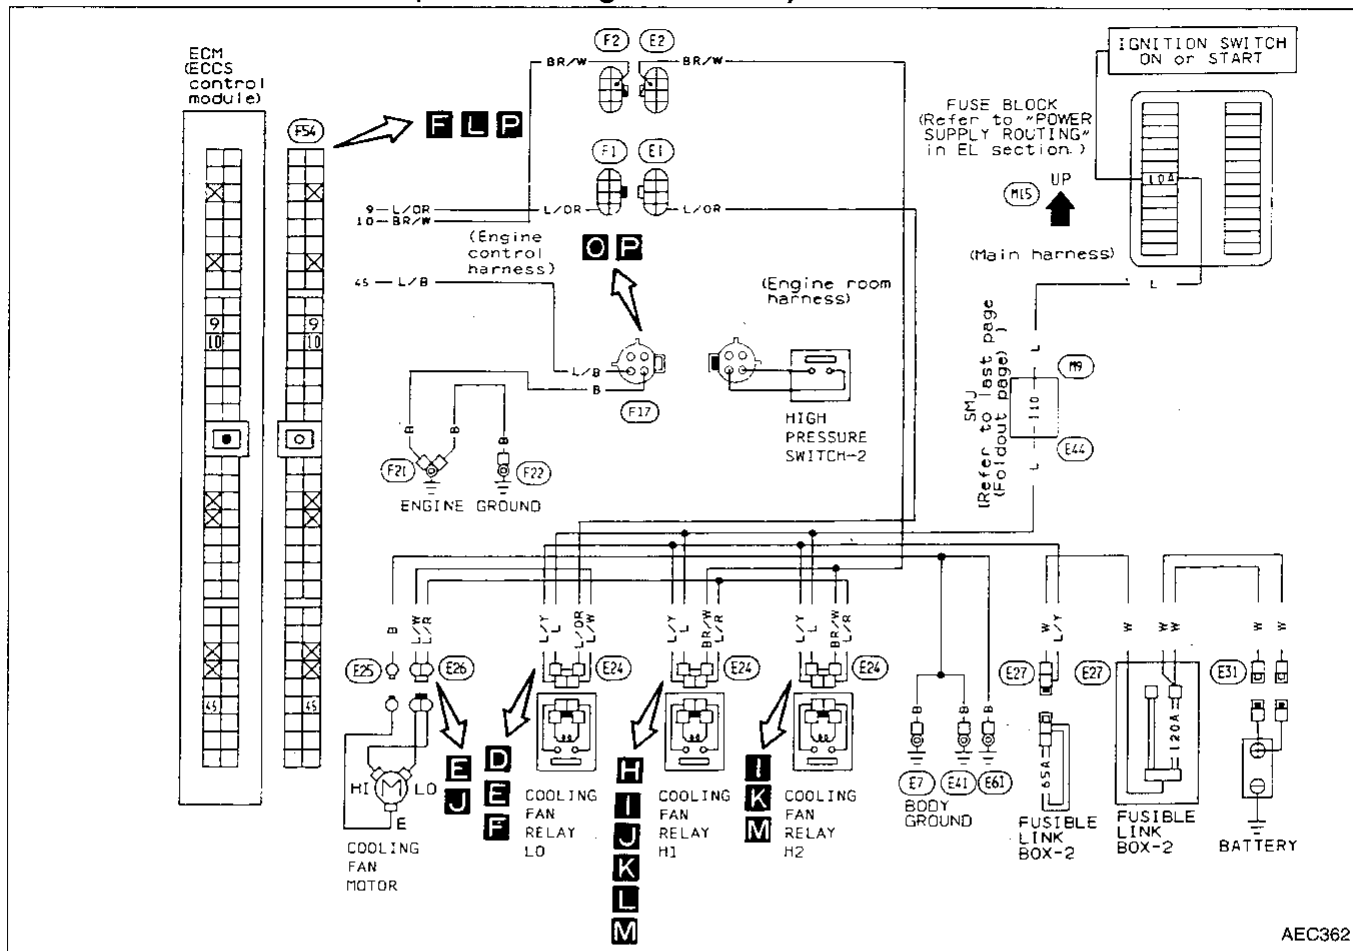 ECM
(ECCS
control
module)
F54
F L P
F2
E2
BR/W
BR/W
F1
E1
9 L/OR
10 BR/W
L/OR
L/OR
(Engine
control
harness)
O P
45 L/B
(Engine room
harness)
L/B
B
F17
HIGH
PRESSURE
SWITCH-2
B
B
B
F21
F22
ENGINE GROUND
IGNITION SWITCH
ON or START
FUSE BLOCK
(Refer to "POWER
SUPPLY ROUTING"
in EL section.)
M15
UP
10A
(Main harness)
L
L
M9
SMJ
[Refer to last page
(Foldout page).]
110
E44
L
9
10
9
10
45
45
B
L/W
L/R
L/Y
L
L/OR
L/W
L/Y
L
BR/W
L/R
L/Y
L
BR/W
L/R
W
L/Y
W
W
W
W
W
E25
E26
E24
E24
E24
E27
E27
E31
B
B
B
E7
E41
E61
BODY
GROUND
65A
120A
HI
M
LO
E
COOLING
FAN
MOTOR
E
J
D
E
F
COOLING
FAN
RELAY
LO
H
I
J
K
L
M
COOLING
FAN
RELAY
H1
I
K
M
COOLING
FAN
RELAY
H2
FUSIBLE
LINK
BOX-2
FUSIBLE
LINK
BOX-2
BATTERY
AEC362